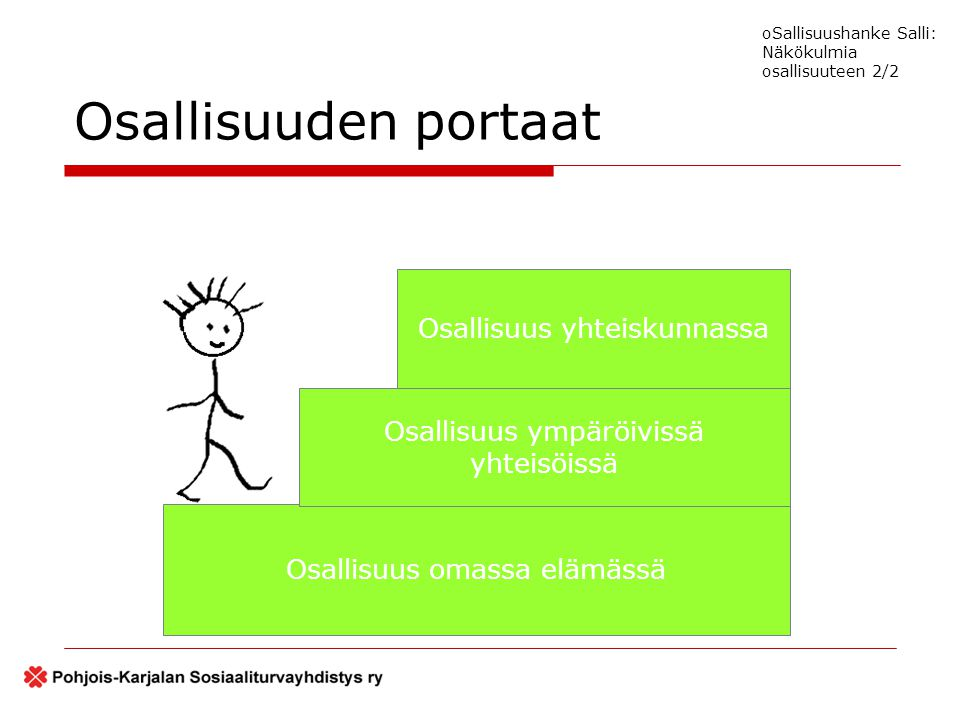 oSallisuushanke Salli:
Näkökulmia
osallisuuteen 2/2
Osallisuuden portaat
Osallisuus yhteiskunnassa
Osallisuus ympäröivissä
yhteisöissä
Osallisuus omassa elämässä
Pohjois-Karjalan Sosiaaliturvayhdistys ry